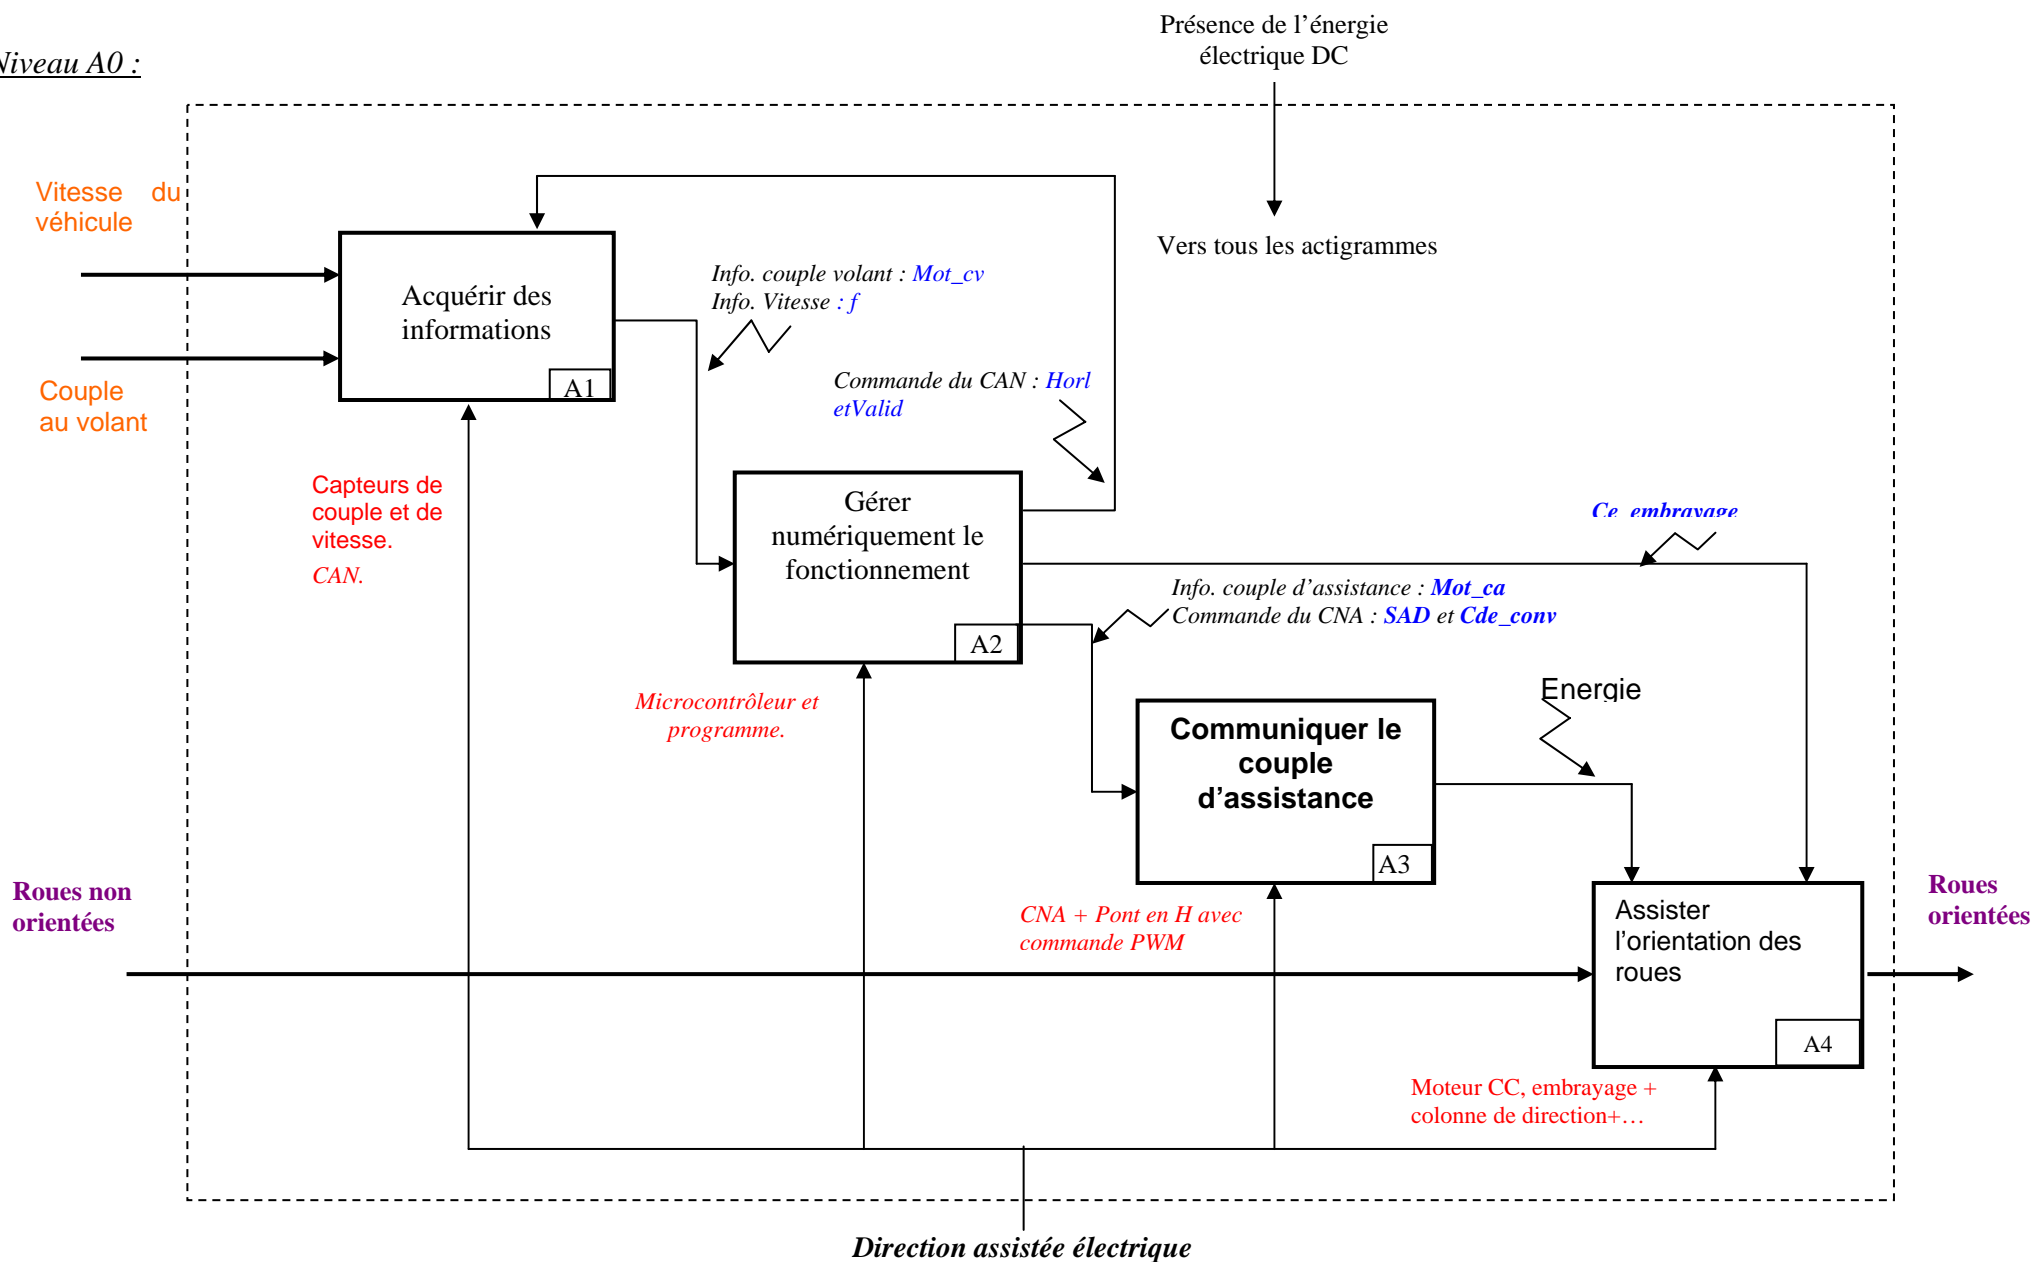 Présence de l’énergie
électrique DC
Niveau A0 :
Vitesse du
véhicule
Vers tous les actigrammes
Acquérir des
informations
A1
Info. couple volant : Mot_cv
Info. Vitesse : f
Couple
au volant
Commande du CAN : Horl
etValid
Capteurs de
couple et de
vitesse.
CAN.
Gérer
numériquement le
fonctionnement
A2
Ce_embrayage
Info. couple d’assistance : Mot_ca
Commande du CNA : SAD et Cde_conv
Microcontrôleur et
programme.
Energie
Communiquer le
couple
d’assistance
A3
Roues non
orientées
CNA + Pont en H avec
commande PWM
Assister
l’orientation des
roues
A4
Roues
orientées
Moteur CC, embrayage +
colonne de direction+…
Direction assistée électrique